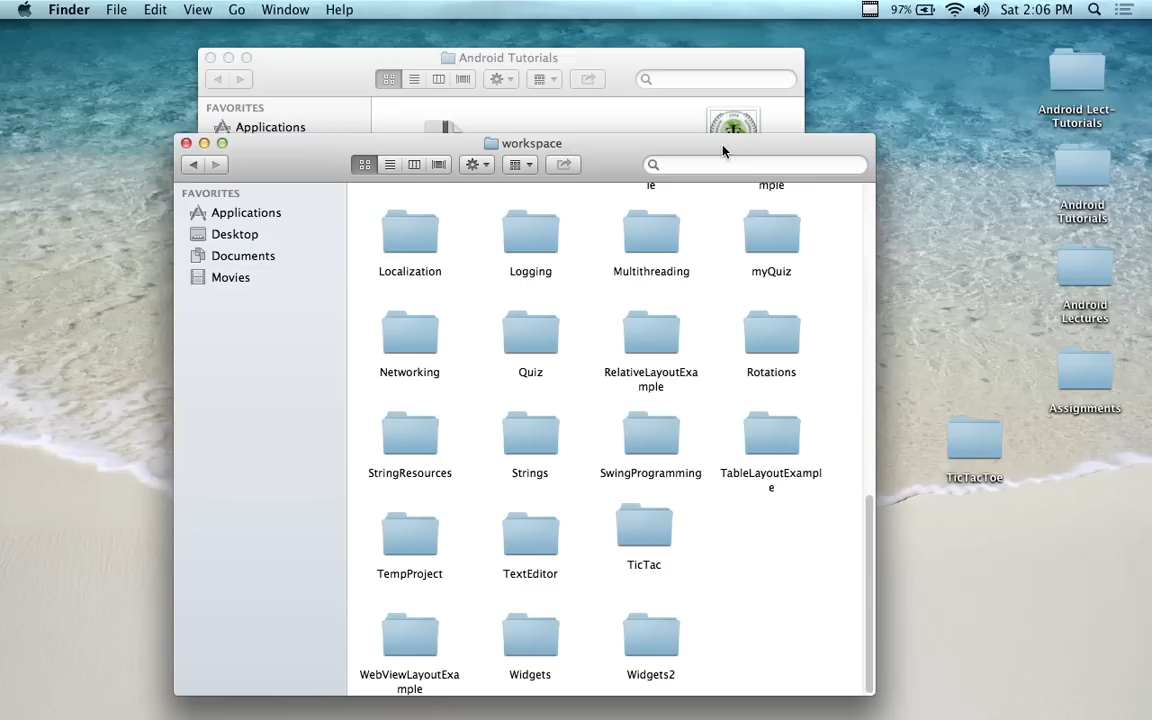 Finder File Edit View Go Window Help 97% Sat 2:06 PM
Android Tutorials
FAVORITES
Applications
workspace
FAVORITES
Applications
Desktop
Documents
Movies
le mple
Localization Logging Multithreading myQuiz
Networking Quiz RelativeLayoutExa Rotations
mple
StringResources Strings SwingProgramming TableLayoutExampl
e
TempProject TextEditor TicTac
WebViewLayoutExa Widgets Widgets2
mple
Android Lect-
Tutorials
Android
Tutorials
Android
Lectures
Assignments
TicTacToe